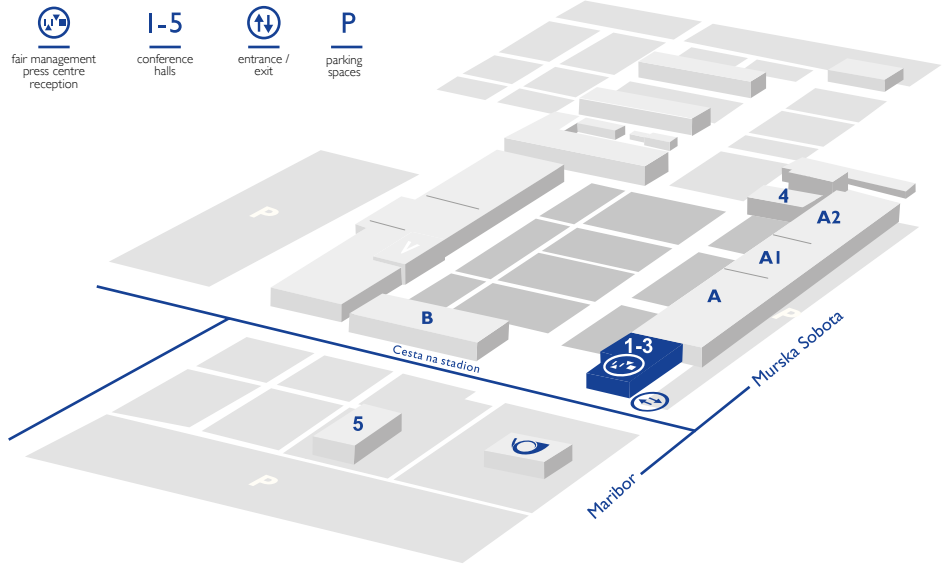 1-5
P
fair management
press centre
reception
conference
halls
entrance /
exit
parking
spaces
P
4
A2
V
A1
A
P
B
1-3
Murska Sobota
Cesta na stadion
5
P
Maribor